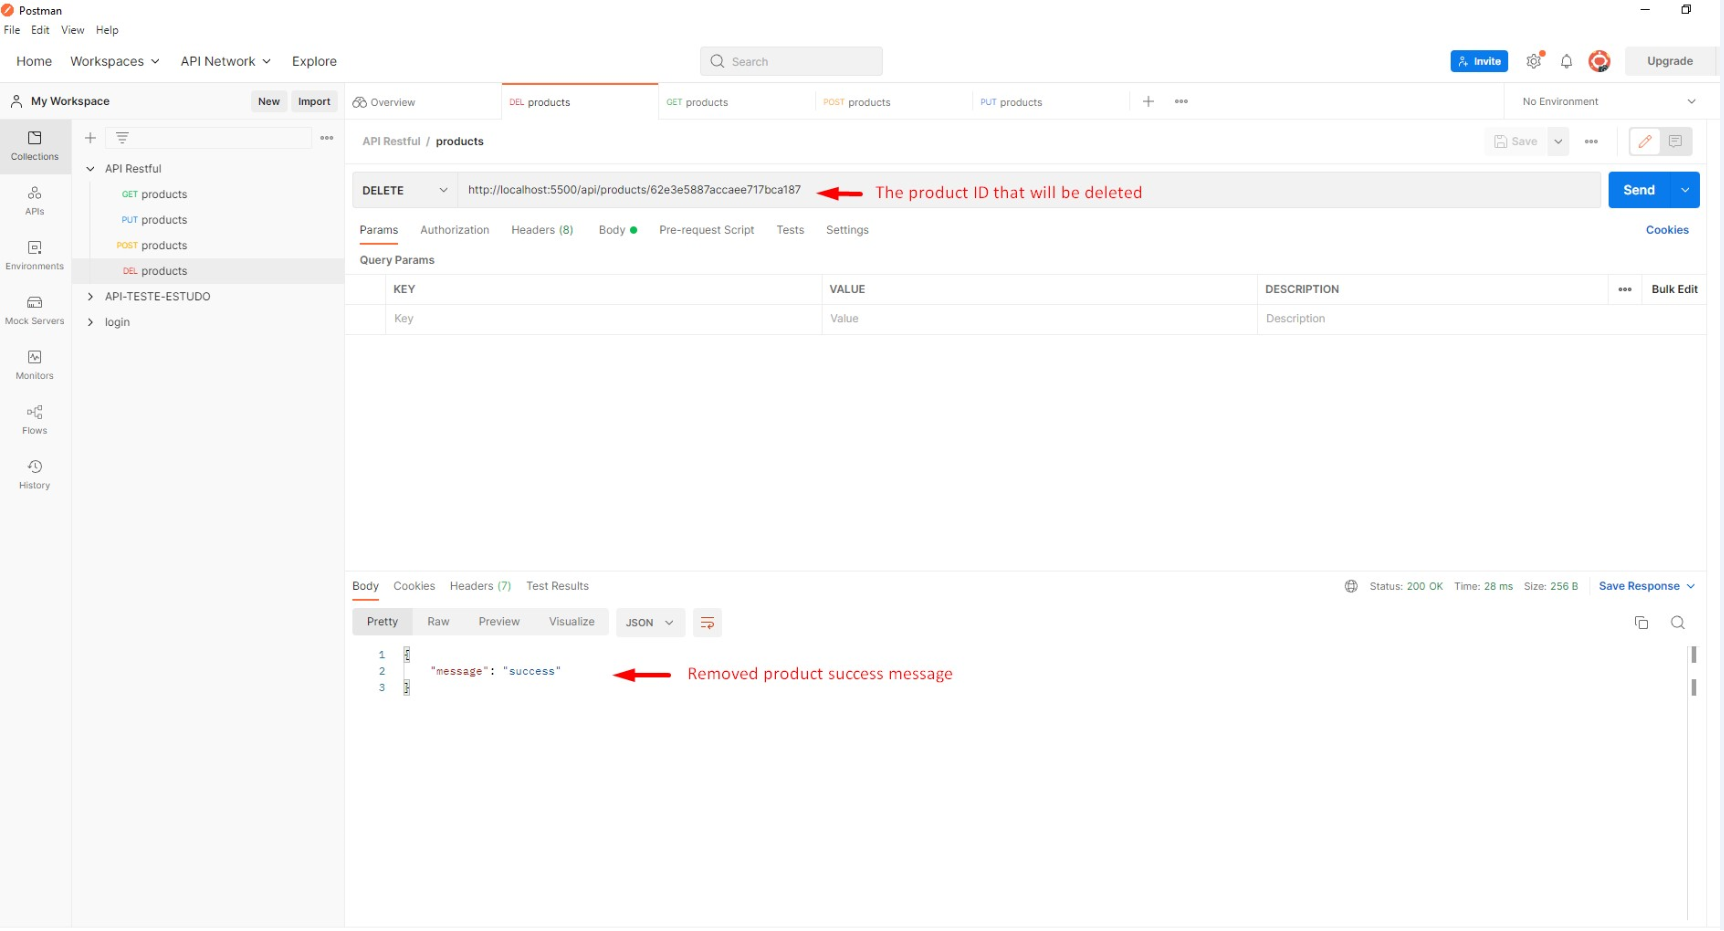 Postman
File Edit View Help
Home Workspaces API Network Explore Search Invite Upgrade
My Workspace New Import Overview DEL products GET products POST products PUT products No Environment
Collections
APIs
Environments
Mock Servers
Monitors
Flows
History
API Restful
GET products
PUT products
POST products
DEL products
API-TESTE-ESTUDO
login
API Restful / products Save
DELETE http://localhost:5500/api/products/62e3e5887accaee717bca187 The product ID that will be deleted Send
Params Authorization Headers (8) Body Pre-request Script Tests Settings Cookies
Query Params
KEY VALUE DESCRIPTION Bulk Edit
Key Value Description
Body Cookies Headers (7) Test Results Status: 200 OK Time: 28 ms Size: 256 B Save Response
Pretty Raw Preview Visualize JSON
1 {
2 "message": "success" Removed product success message
3 }